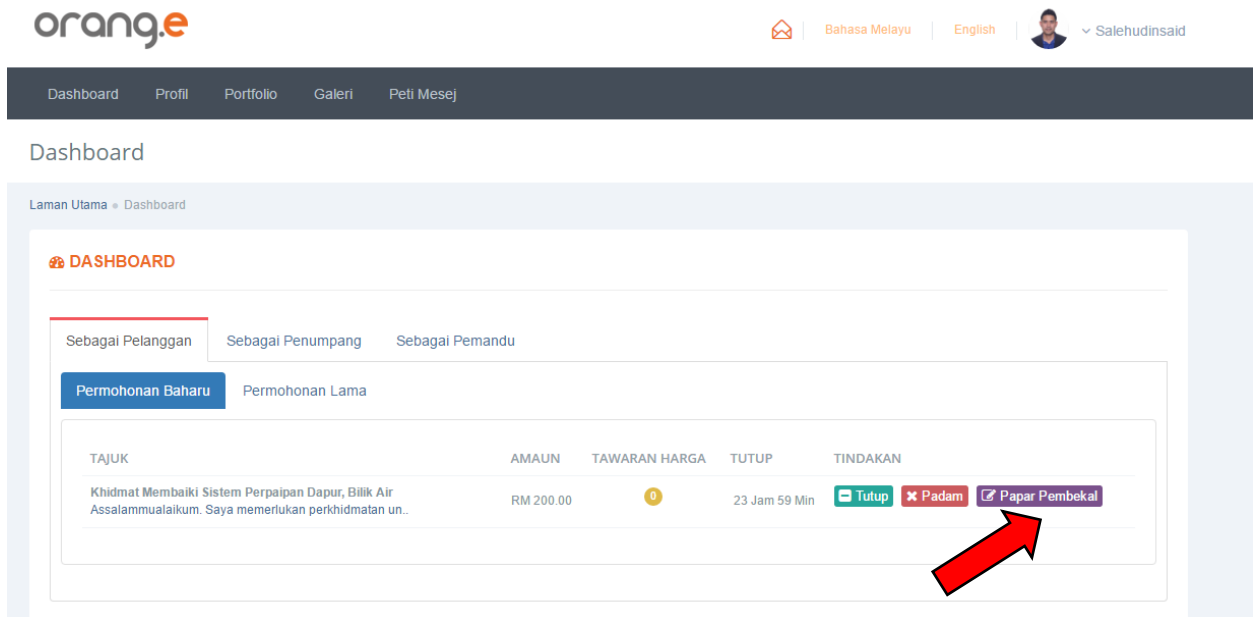 orang.e
Bahasa Melayu English Salehudinsaid
Dashboard Profil Portfolio Galeri Peti Mesej
Dashboard
Laman Utama Dashboard
DASHBOARD
Sebagai Pelanggan Sebagai Penumpang Sebagai Pemandu
Permohonan Baharu Permohonan Lama
TAJUK AMAUN TAWARAN HARGA TUTUP TINDAKAN
Khidmat Membaiki Sistem Perpaipan Dapur, Bilik Air
Assalammualaikum. Saya memerlukan perkhidmatan un..
RM 200.00 0 23 Jam 59 Min Tutup Padam Papar Pembekal